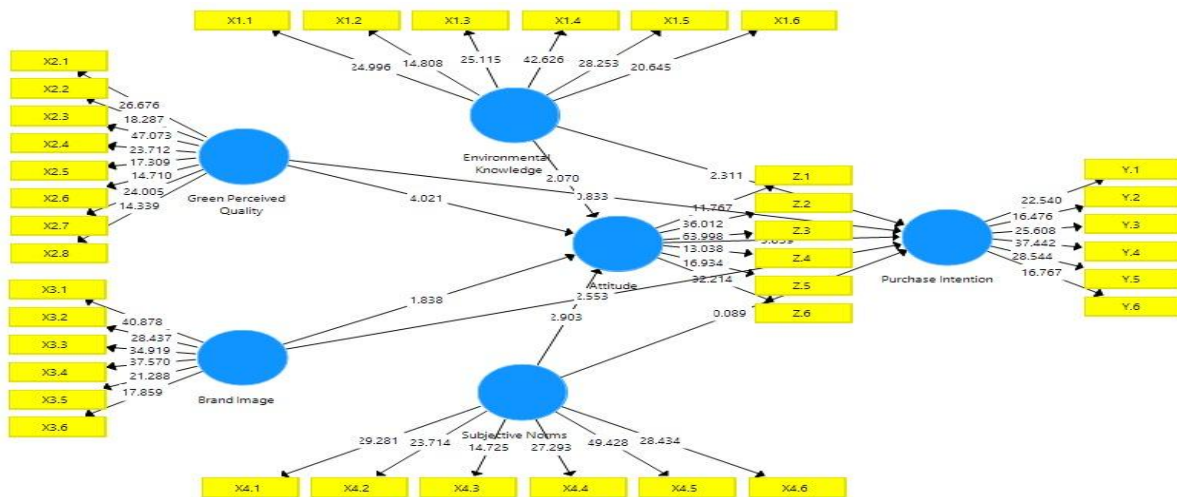 X1.1
X1.2
X1.3
X1.4
X1.5
X1.6
24.996
14.808
25.115
42.626
28.253
20.645
Environmental
Knowledge
X2.1
X2.2
X2.3
X2.4
X2.5
X2.6
X2.7
X2.8
26.676
18.287
47.073
23.712
17.309
14.710
24.005
14.339
Green Perceived
Quality
2.070
4.021
0.833
2.311
Z.1
Z.2
Z.3
Z.4
Z.5
Z.6
11.767
36.012
63.998
13.038
16.934
32.214
Attitude
Y.1
Y.2
Y.3
Y.4
Y.5
Y.6
22.540
16.476
25.608
37.442
28.544
16.767
Purchase Intention
X3.1
X3.2
X3.3
X3.4
X3.5
X3.6
40.878
28.437
34.919
37.570
21.288
17.859
Brand Image
1.838
2.553
2.903
0.089
Subjective Norms
29.281
23.714
14.725
27.293
49.428
28.434
X4.1
X4.2
X4.3
X4.4
X4.5
X4.6